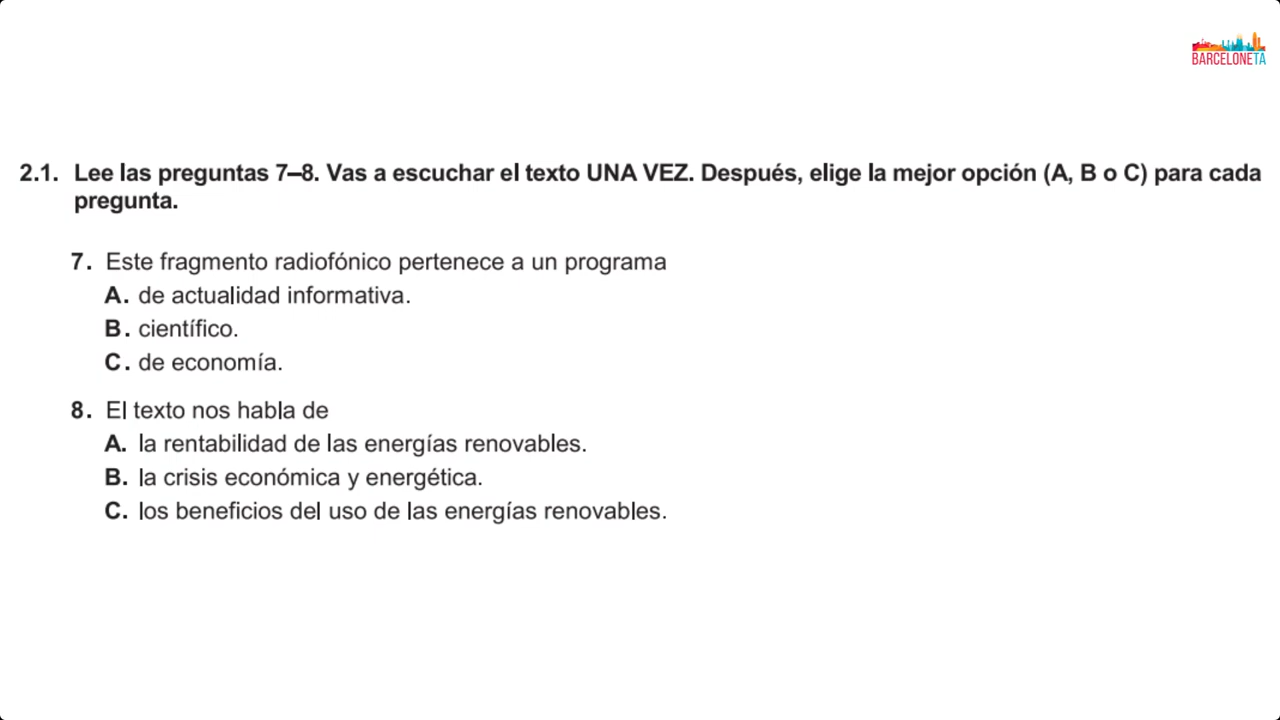 BARCELONETA
2.1. Lee las preguntas 7–8. Vas a escuchar el texto UNA VEZ. Después, elige la mejor opción (A, B o C) para cada
pregunta.
7. Este fragmento radiofónico pertenece a un programa
A. de actualidad informativa.
B. científico.
C. de economía.
8. El texto nos habla de
A. la rentabilidad de las energías renovables.
B. la crisis económica y energética.
C. los beneficios del uso de las energías renovables.